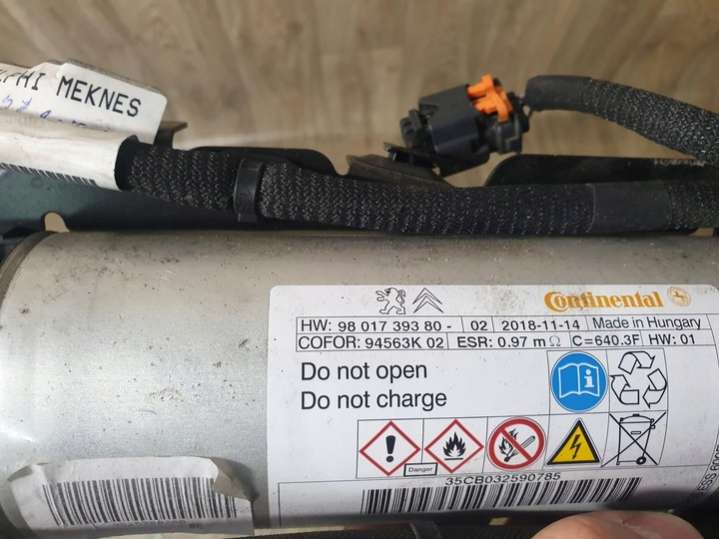 LPHI MEKNES
Continental
HW: 98 017 393 80 - 02 2018-11-14 Made in Hungary
COFOR: 94563K 02 ESR: 0.97 mΩ C=640.3F HW: 01
Do not open
Do not charge
Danger
35CB032590785